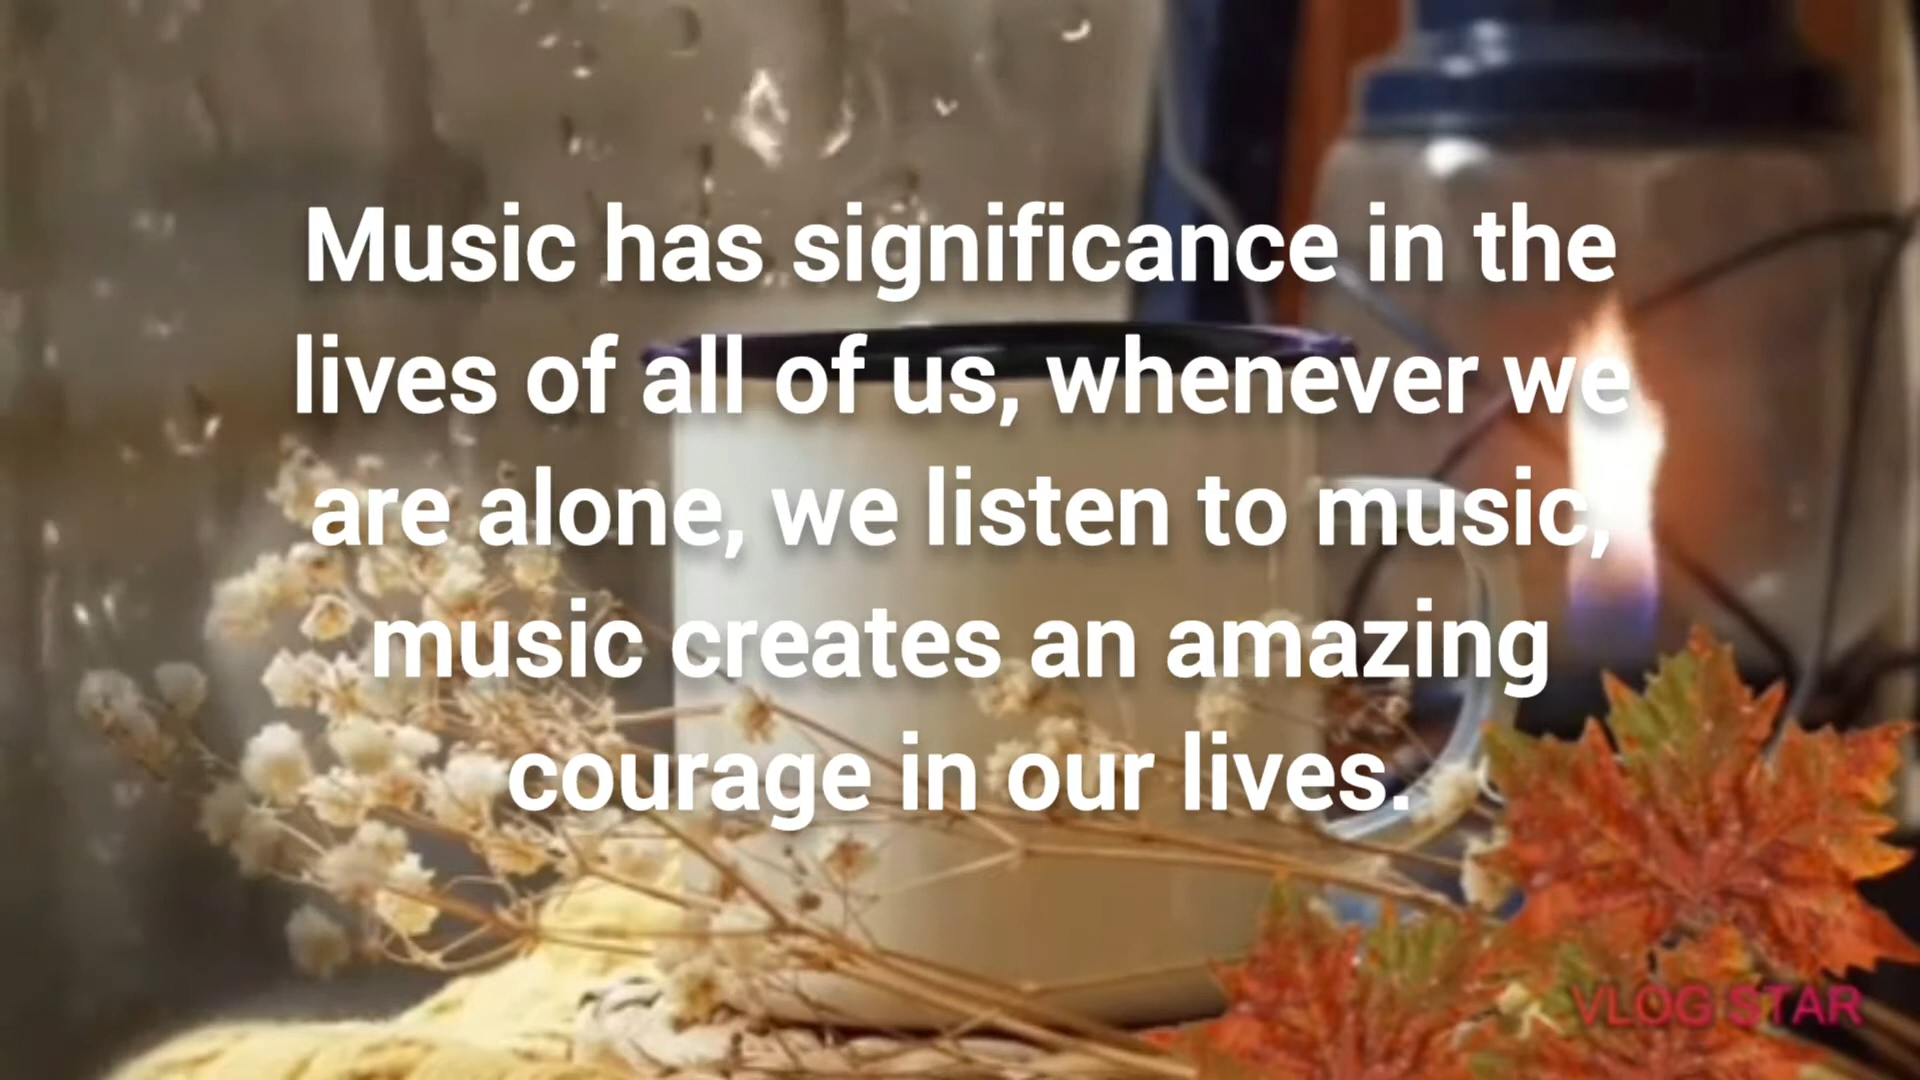 Music has significance in the
lives of all of us, whenever we
are alone, we listen to music,
music creates an amazing
courage in our lives.
VLOG STAR